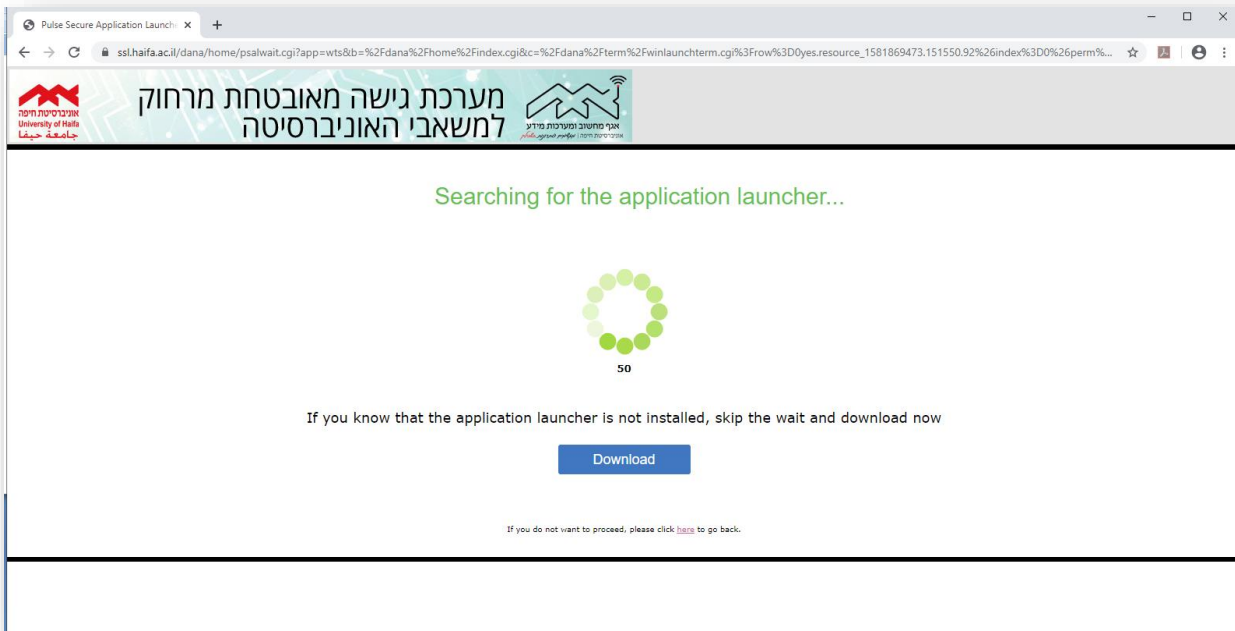 Pulse Secure Application Launche
ssl.haifa.ac.il/dana/home/psalwait.cgi?app=wts&b=%2Fdana%2Fhome%2Findex.cgi&c=%2Fdana%2Fterm%2Fwinlaunchterm.cgi%3Frow%3D0yes.resource_1581869473.151550.92%26index%3D0%26perm%...
אוניברסיטת חיפה
University of Haifa
جامعة حيفا
מערכת גישה מאובטחת מרחוק
למשאבי האוניברסיטה
אגף מחשוב ומערכות מידע
אוניברסיטת חיפה
Searching for the application launcher...
50
If you know that the application launcher is not installed, skip the wait and download now
Download
If you do not want to proceed, please click here to go back.